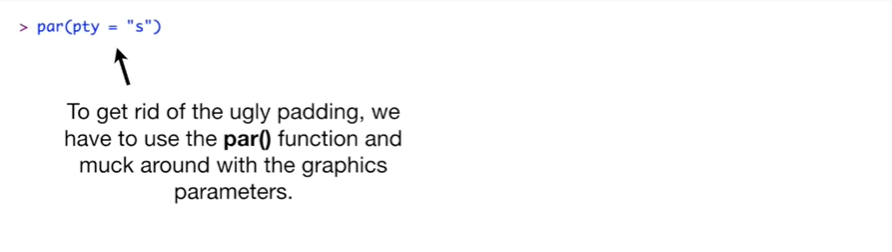 > par(pty = "s")
To get rid of the ugly padding, we
have to use the par() function and
muck around with the graphics
parameters.